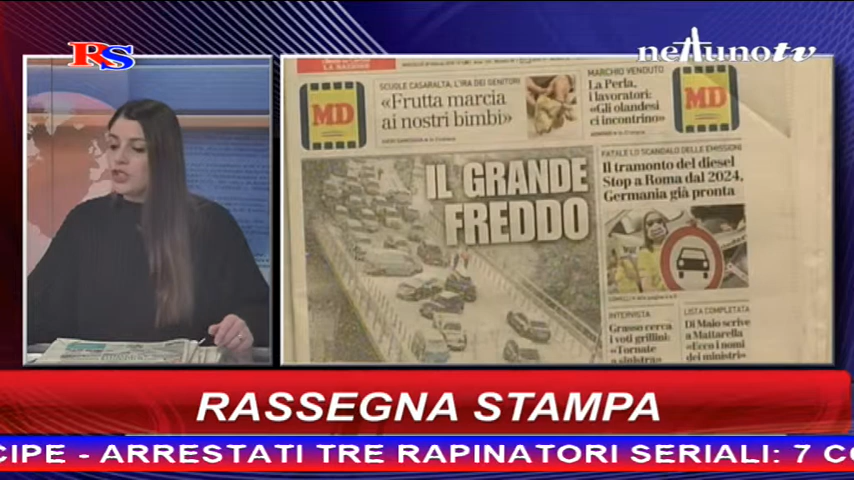 RS
nettunotv
LA NAZIONE
MD
SCUOLE CASARALTA, L'IRA DEI GENITORI
«Frutta marcia
ai nostri bimbi»
MARCHIO VENDUTO
La Perla,
i lavoratori:
«Gli olandesi
ci incontrino»
MD
IL GRANDE
FREDDO
FATALE LO SCANDALO DELLE EMISSIONI
Il tramonto del diesel
Stop a Roma dal 2024,
Germania già pronta
INTERVISTA
Grasso cerca
i voti grillini:
«Tornate
a sinistra»
LISTA COMPLETATA
Di Maio scrive
a Mattarella
«Ecco i nomi
dei ministri»
RASSEGNA STAMPA
CIPE - ARRESTATI TRE RAPINATORI SERIALI: 7 CO